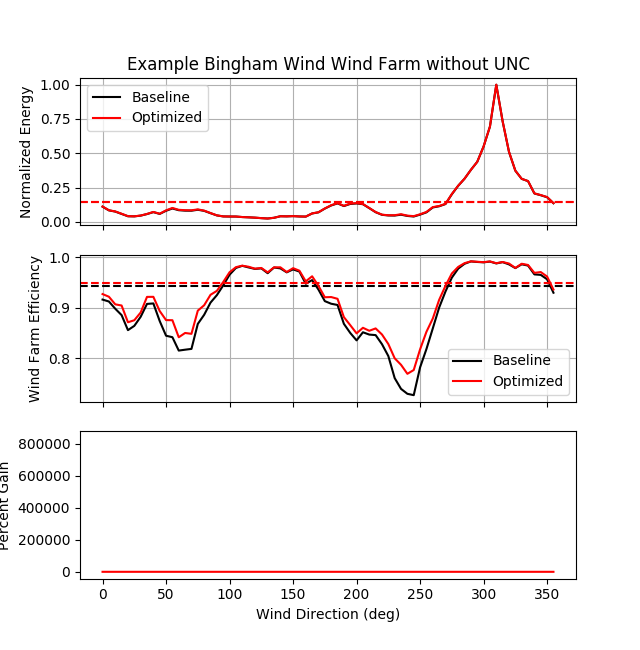 Example Bingham Wind Wind Farm without UNC
Normalized Energy
1.00
0.75
0.50
0.25
0.00
Baseline
Optimized
Wind Farm Efficiency
1.0
0.9
0.8
Baseline
Optimized
Percent Gain
800000
600000
400000
200000
0
0 50 100 150 200 250 300 350
Wind Direction (deg)